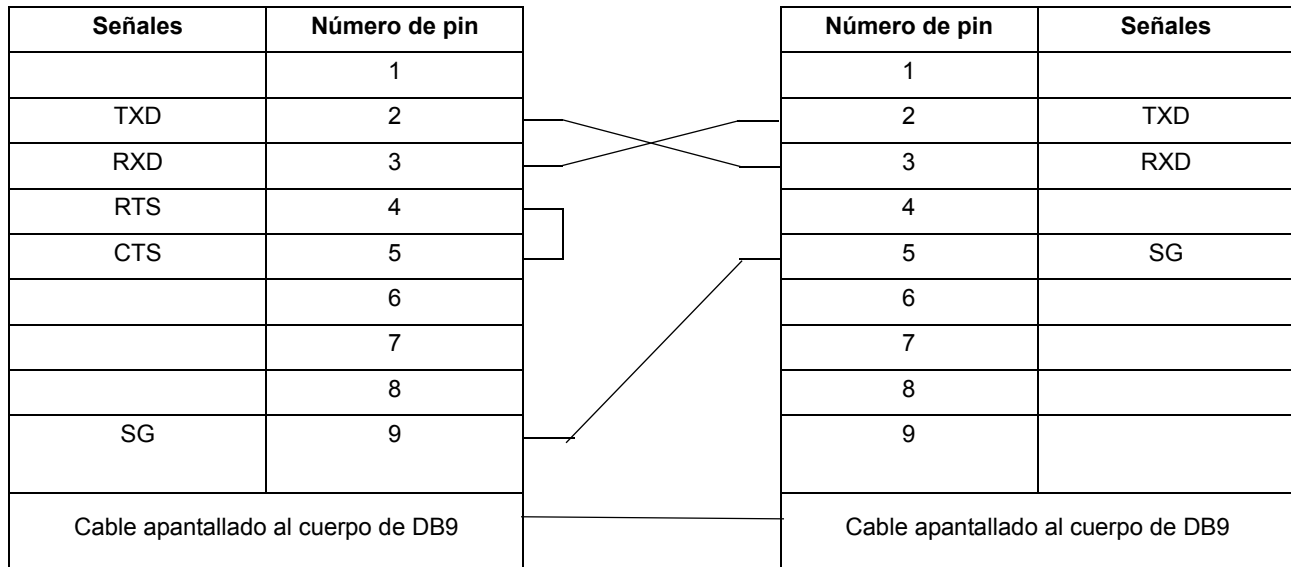 Señales Número de pin Número de pin Señales
1 1
TXD 2 2 TXD
RXD 3 3 RXD
RTS 4 4
CTS 5 5 SG
6 6
7 7
8 8
SG 9 9
Cable apantallado al cuerpo de DB9 Cable apantallado al cuerpo de DB9